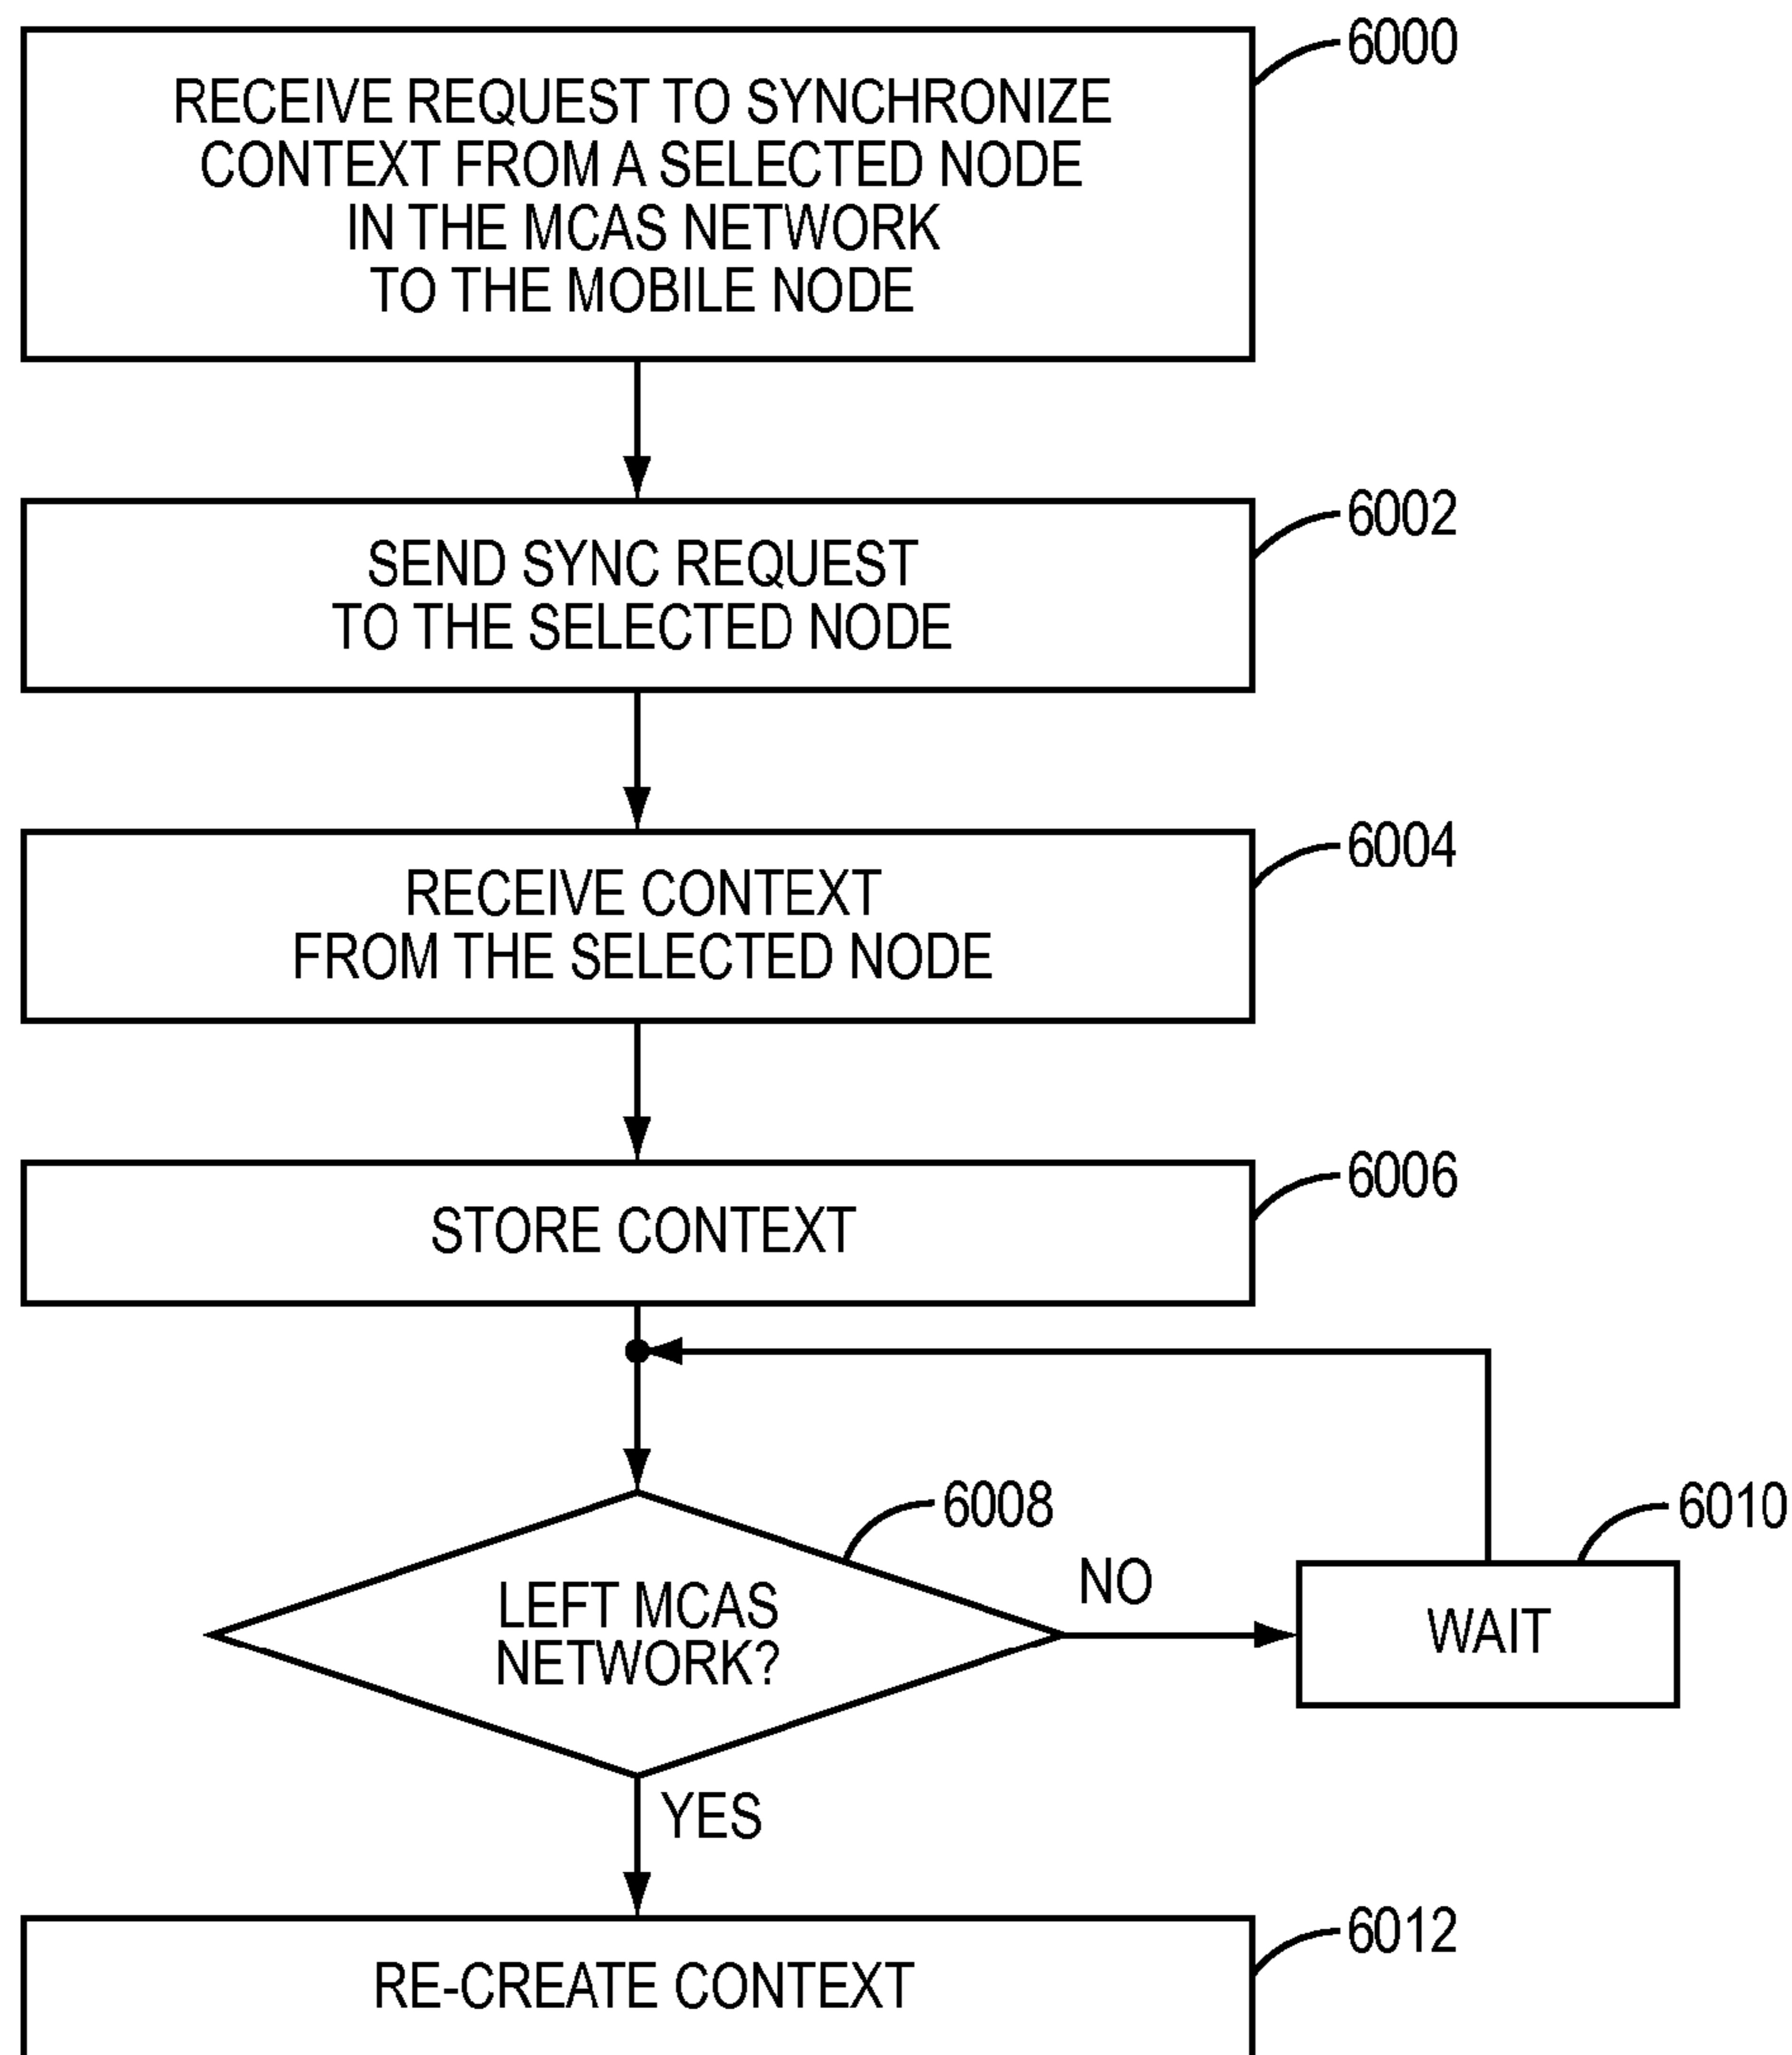 6000
RECEIVE REQUEST TO SYNCHRONIZE
CONTEXT FROM A SELECTED NODE
IN THE MCAS NETWORK
TO THE MOBILE NODE
6002
SEND SYNC REQUEST
TO THE SELECTED NODE
6004
RECEIVE CONTEXT
FROM THE SELECTED NODE
6006
STORE CONTEXT
6008
LEFT MCAS
NETWORK?
NO
6010
WAIT
YES
6012
RE-CREATE CONTEXT